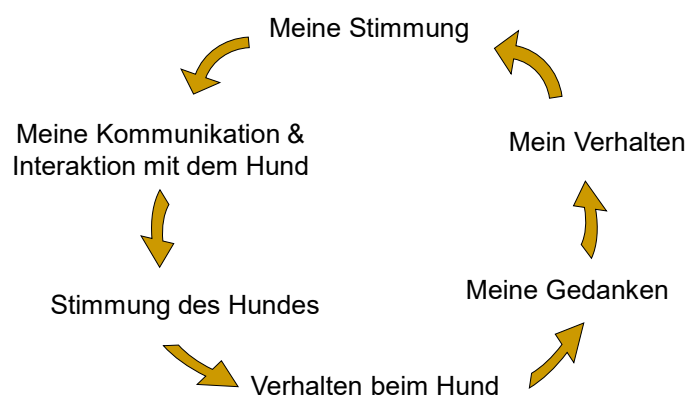 Meine Stimmung
Meine Kommunikation &
Interaktion mit dem Hund
Mein Verhalten
Stimmung des Hundes
Meine Gedanken
Verhalten beim Hund